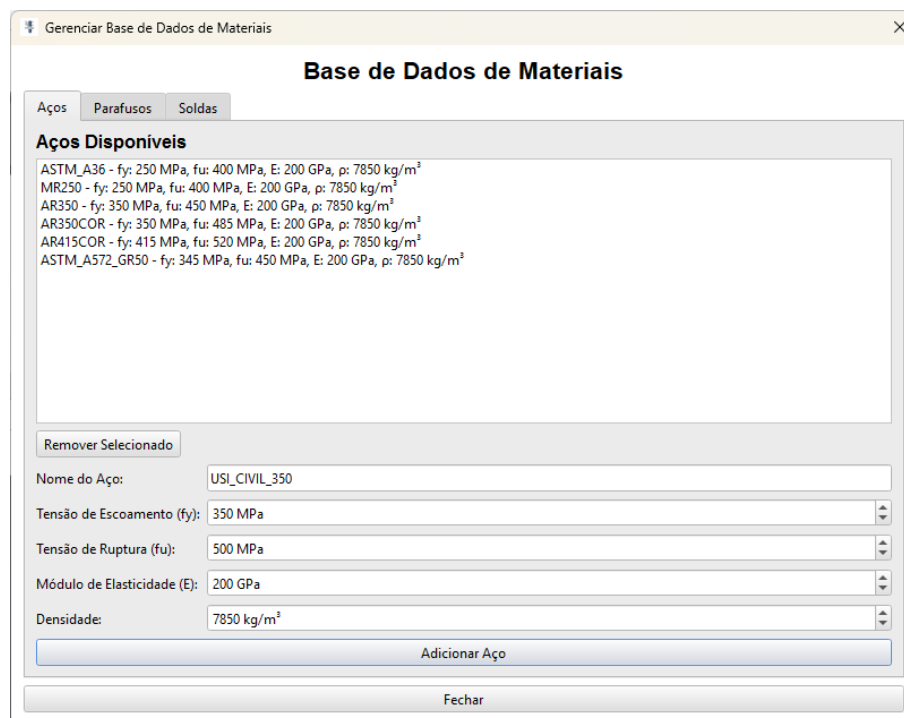 Gerenciar Base de Dados de Materiais
Base de Dados de Materiais
Aços Parafusos Soldas
Aços Disponíveis
ASTM_A36 - fy: 250 MPa, fu: 400 MPa, E: 200 GPa, ρ: 7850 kg/m³
MR250 - fy: 250 MPa, fu: 400 MPa, E: 200 GPa, ρ: 7850 kg/m³
AR350 - fy: 350 MPa, fu: 450 MPa, E: 200 GPa, ρ: 7850 kg/m³
AR350COR - fy: 350 MPa, fu: 485 MPa, E: 200 GPa, ρ: 7850 kg/m³
AR415COR - fy: 415 MPa, fu: 520 MPa, E: 200 GPa, ρ: 7850 kg/m³
ASTM_A572_GR50 - fy: 345 MPa, fu: 450 MPa, E: 200 GPa, ρ: 7850 kg/m³
Remover Selecionado
Nome do Aço: USI_CIVIL_350
Tensão de Escoamento (fy): 350 MPa
Tensão de Ruptura (fu): 500 MPa
Módulo de Elasticidade (E): 200 GPa
Densidade: 7850 kg/m³
Adicionar Aço
Fechar